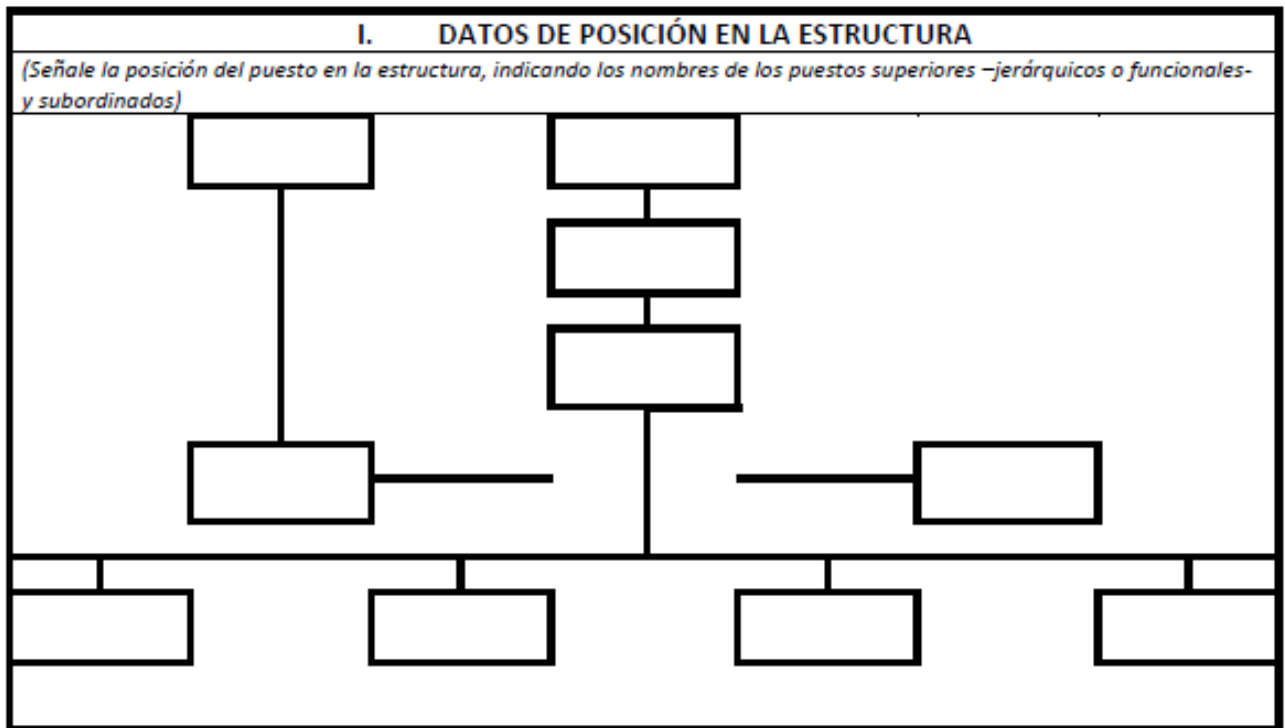 I. DATOS DE POSICIÓN EN LA ESTRUCTURA
(Señale la posición del puesto en la estructura, indicando los nombres de los puestos superiores –jerárquicos o funcionales-
y subordinados)